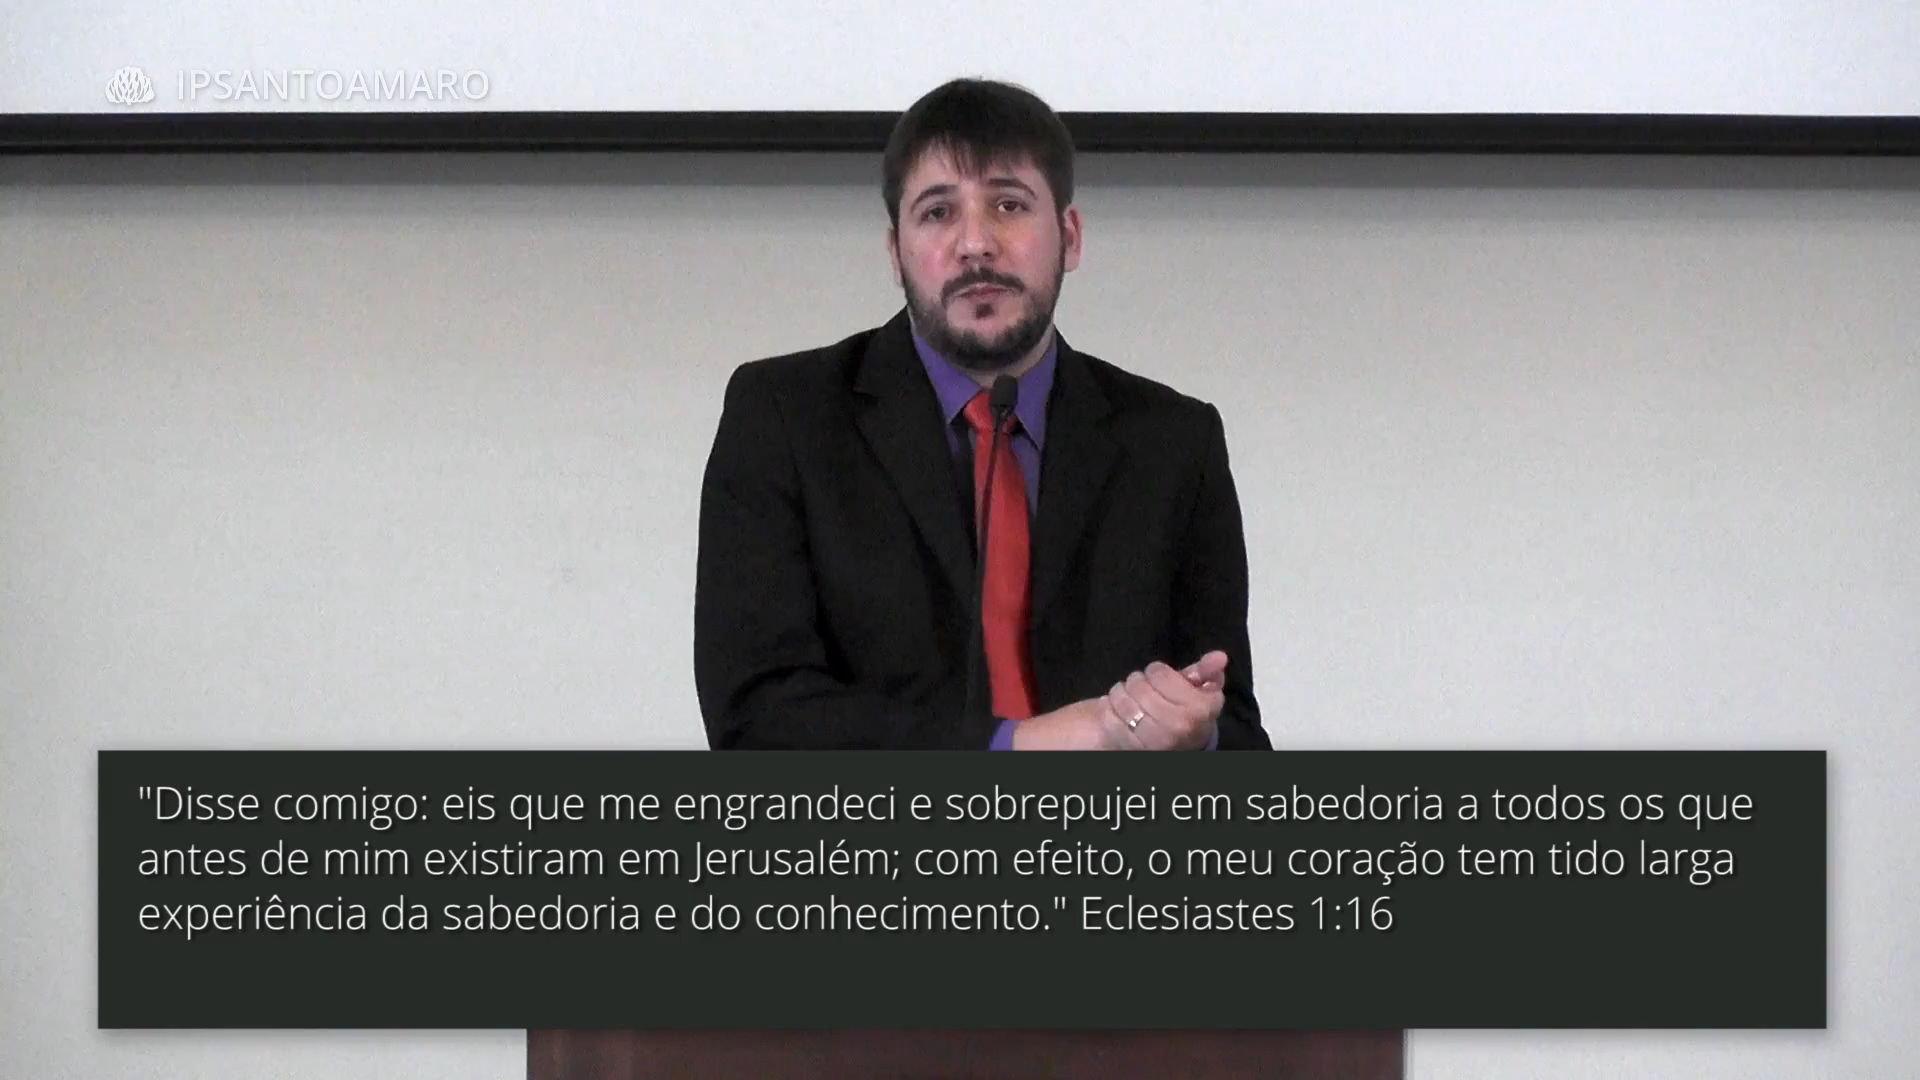 IPSANTOAMARO
"Disse comigo: eis que me engrandeci e sobrepujei em sabedoria a todos os que
antes de mim existiram em Jerusalém; com efeito, o meu coração tem tido larga
experiência da sabedoria e do conhecimento." Eclesiastes 1:16